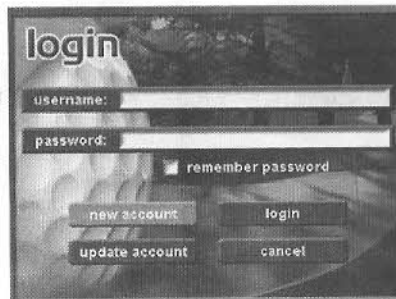 login
username:
password:
remember password
new account login
update account cancel